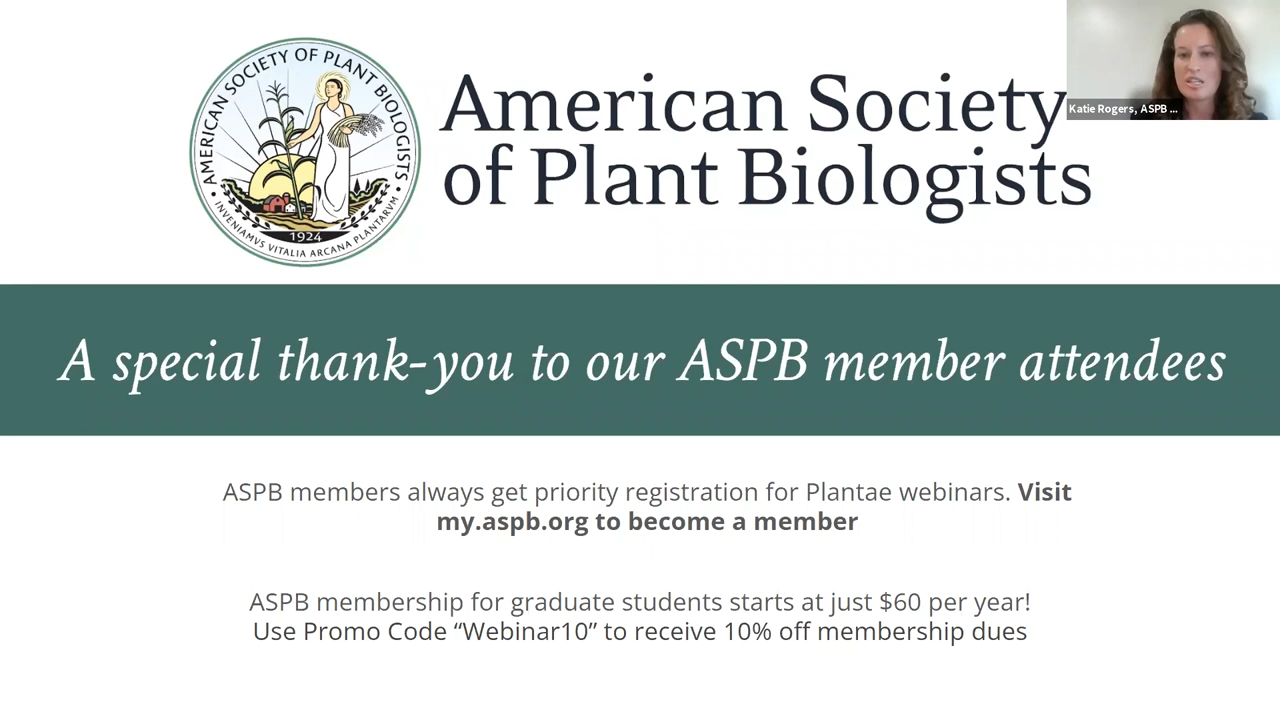 AMERICAN SOCIETY OF PLANT BIOLOGISTS
• INVENIAMVS VITALIA ARCANA PLANTARVM •
1924
American Society
of Plant Biologists
Katie Rogers, ASPB ...
A special thank-you to our ASPB member attendees
ASPB members always get priority registration for Plantae webinars. Visit
my.aspb.org to become a member
ASPB membership for graduate students starts at just $60 per year!
Use Promo Code “Webinar10” to receive 10% off membership dues